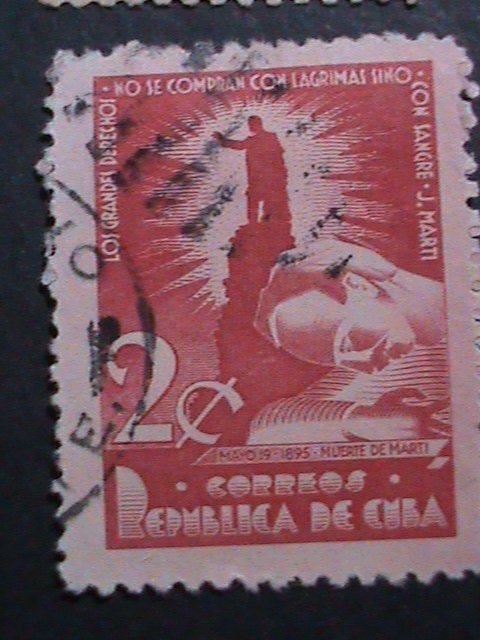 LOS GRANDES DERECHOS · NO SE COMPRAN CON LAGRIMAS SINO · CON SANGRE · J. MARTI
2¢
MAYO 19 · 1895 · MUERTE DE MARTÍ
· CORREOS ·
REPUBLICA DE CUBA